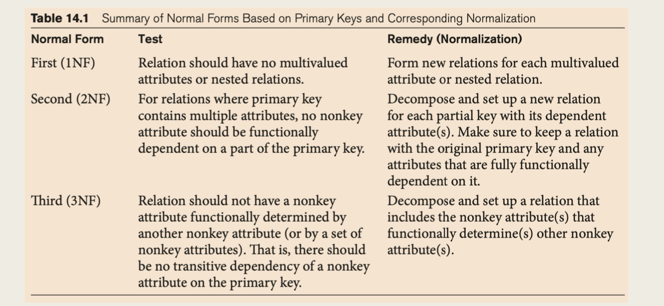 Table 14.1 Summary of Normal Forms Based on Primary Keys and Corresponding Normalization
Normal Form Test Remedy (Normalization)
First (1NF) Relation should have no multivalued Form new relations for each multivalued
attributes or nested relations. attribute or nested relation.
Second (2NF) For relations where primary key Decompose and set up a new relation
contains multiple attributes, no nonkey for each partial key with its dependent
attribute should be functionally attribute(s). Make sure to keep a relation
dependent on a part of the primary key. with the original primary key and any
attributes that are fully functionally
dependent on it.
Third (3NF) Relation should not have a nonkey Decompose and set up a relation that
attribute functionally determined by includes the nonkey attribute(s) that
another nonkey attribute (or by a set of functionally determine(s) other nonkey
nonkey attributes). That is, there should attribute(s).
be no transitive dependency of a nonkey
attribute on the primary key.